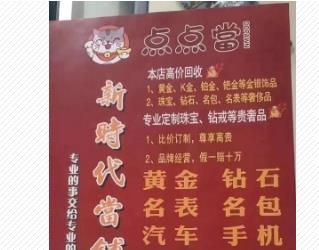 点点當
本店高价回收
1、黄金、K金、铂金、钯金等金银饰品
2、珠宝、钻石、名包、名表等奢侈品
专业定制珠宝、钻戒等贵奢品
1、比价订制，尊享高贵
2、品牌经营，假一赔十万
黄金 钻石
名表 名包
汽车 手机
新時代當鋪
专业的事交给专业的